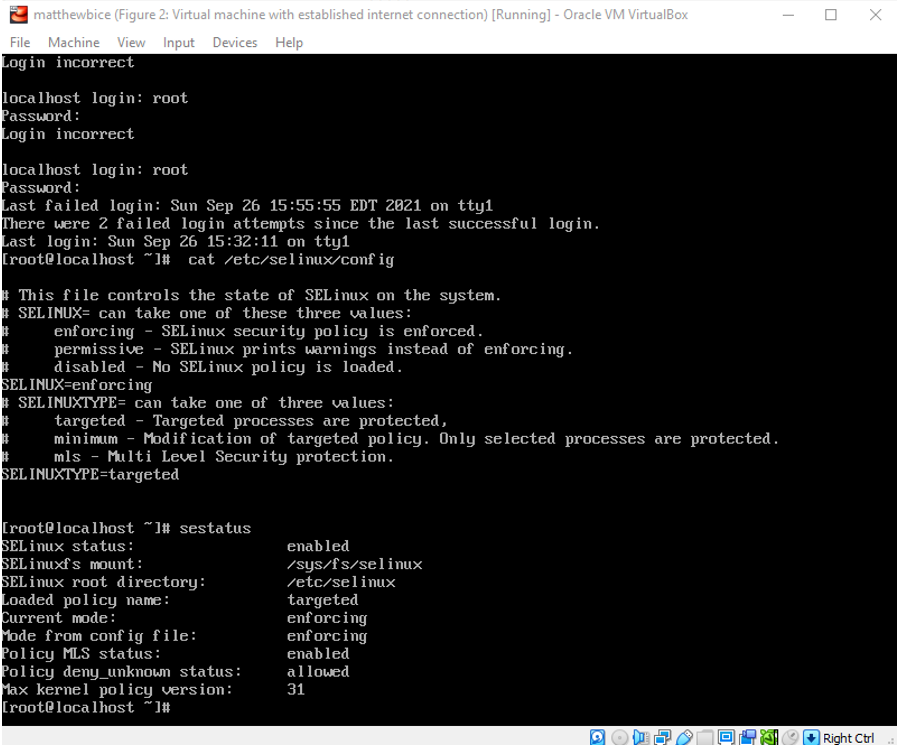 matthewbice (Figure 2: Virtual machine with established internet connection) [Running] - Oracle VM VirtualBox
File Machine View Input Devices Help
Login incorrect
localhost login: root
Password:
Login incorrect
localhost login: root
Password:
Last failed login: Sun Sep 26 15:55:55 EDT 2021 on tty1
There were 2 failed login attempts since the last successful login.
Last login: Sun Sep 26 15:32:11 on tty1
[root@localhost ~]#  cat /etc/selinux/config
# This file controls the state of SELinux on the system.
# SELINUX= can take one of these three values:
#     enforcing - SELinux security policy is enforced.
#     permissive - SELinux prints warnings instead of enforcing.
#     disabled - No SELinux policy is loaded.
SELINUX=enforcing
# SELINUXTYPE= can take one of three values:
#     targeted - Targeted processes are protected,
#     minimum - Modification of targeted policy. Only selected processes are protected.
#     mls - Multi Level Security protection.
SELINUXTYPE=targeted
[root@localhost ~]# sestatus
SELinux status:                 enabled
SELinuxfs mount:                /sys/fs/selinux
SELinux root directory:         /etc/selinux
Loaded policy name:             targeted
Current mode:                   enforcing
Mode from config file:          enforcing
Policy MLS status:              enabled
Policy deny_unknown status:     allowed
Max kernel policy version:      31
[root@localhost ~]#
Right Ctrl